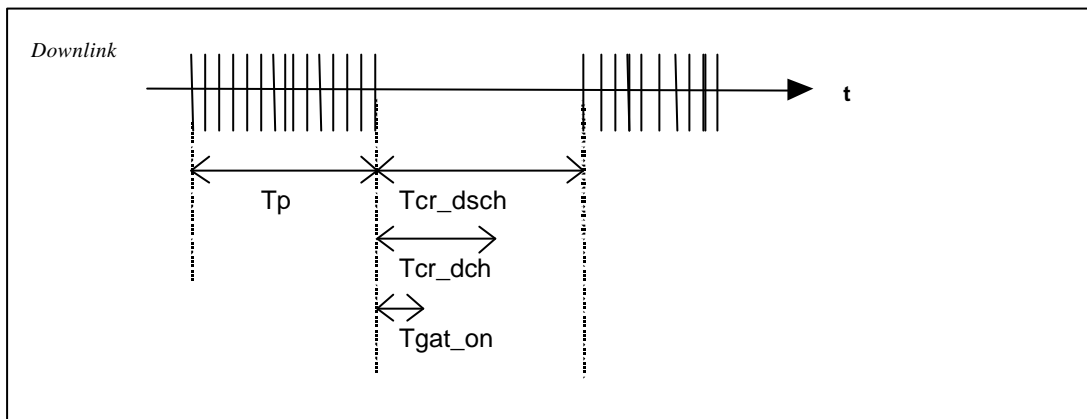 Downlink
t
Tp
Tcr_dsch
Tcr_dch
Tgat_on